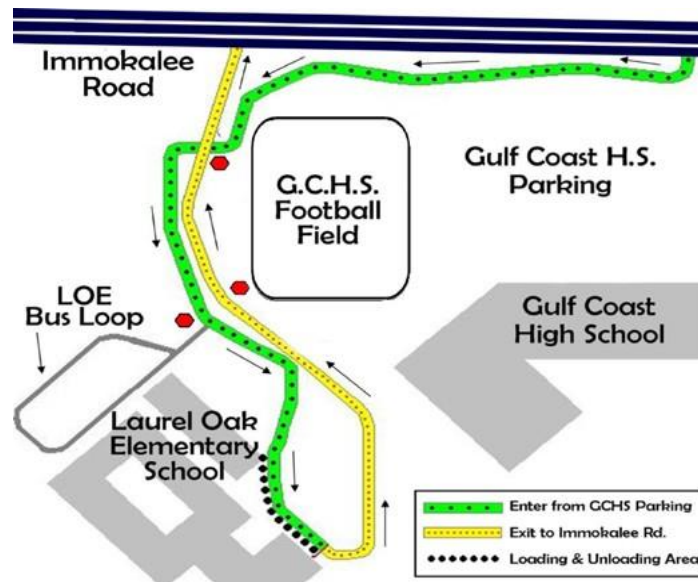 Immokalee
Road
Gulf Coast H.S.
Parking
G.C.H.S.
Football
Field
LOE
Bus Loop
Gulf Coast
High School
Laurel Oak
Elementary
School
Enter from GCHS Parking
Exit to Immokalee Rd.
Loading & Unloading Area